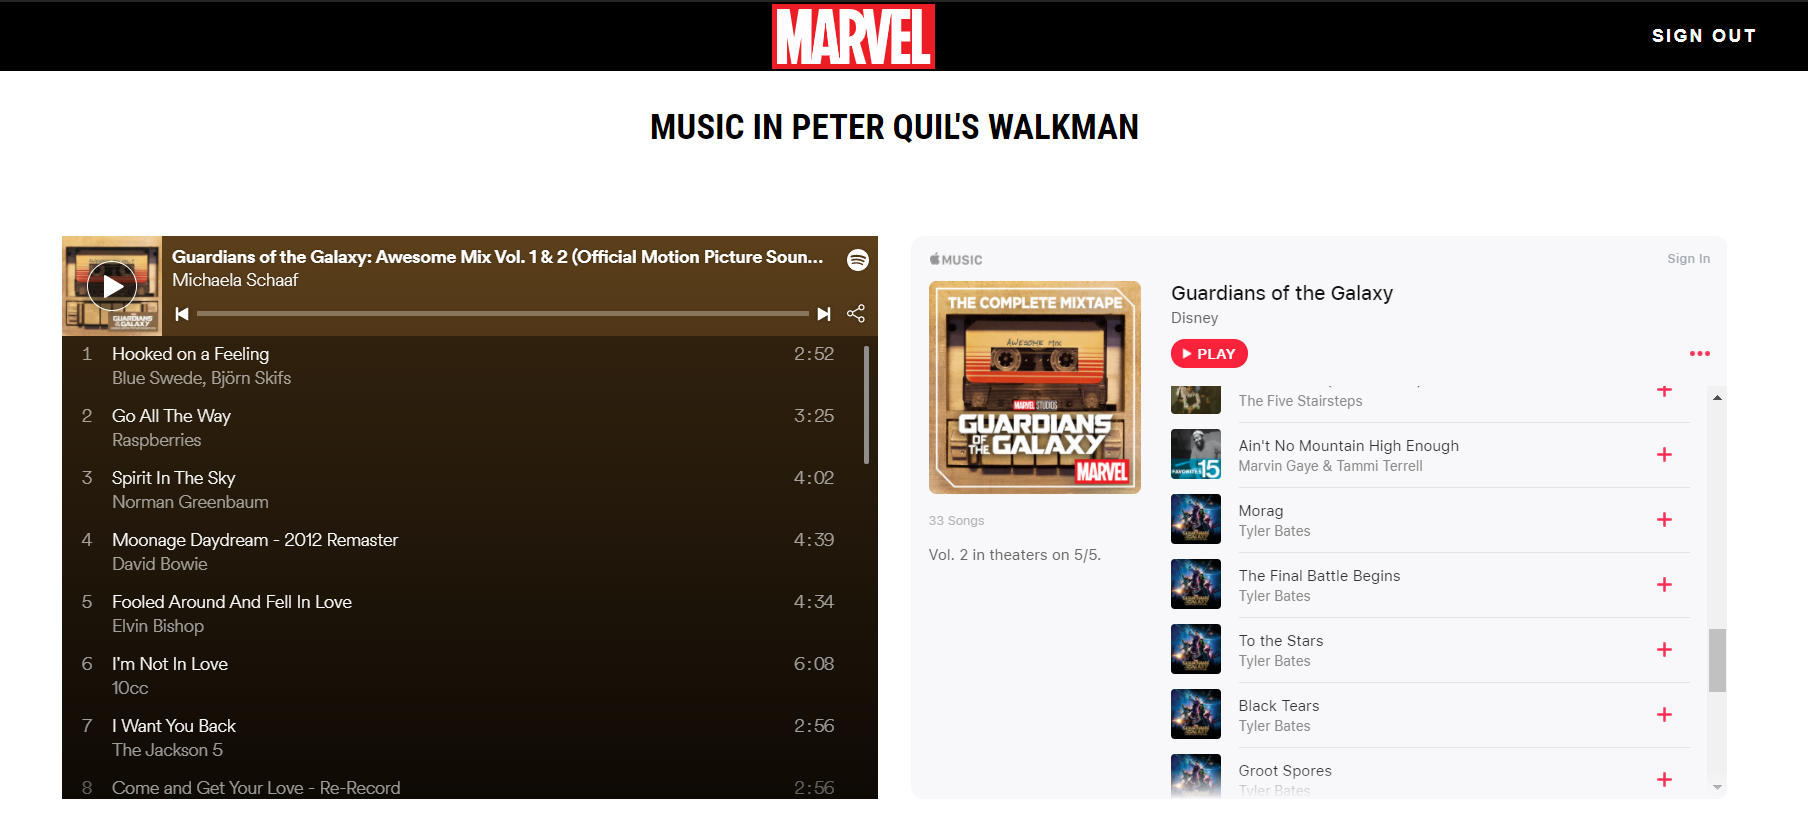 MARVEL
SIGN OUT
MUSIC IN PETER QUIL'S WALKMAN
Guardians of the Galaxy: Awesome Mix Vol. 1 & 2 (Official Motion Picture Soun...
Michaela Schaaf
GUARDIANS
OF THE GALAXY
1 Hooked on a Feeling 2:52
Blue Swede, Björn Skifs
2 Go All The Way 3:25
Raspberries
3 Spirit In The Sky 4:02
Norman Greenbaum
4 Moonage Daydream - 2012 Remaster 4:39
David Bowie
5 Fooled Around And Fell In Love 4:34
Elvin Bishop
6 I'm Not In Love 6:08
10cc
7 I Want You Back 2:56
The Jackson 5
8 Come and Get Your Love - Re-Record 2:56
MUSIC
Sign In
THE COMPLETE MIXTAPE
AWESOME MIX
MARVEL STUDIOS
GUARDIANS
OF THE GALAXY
MARVEL
33 Songs
Vol. 2 in theaters on 5/5.
Guardians of the Galaxy
Disney
PLAY
The Five Stairsteps
FAVORITES 15
Ain't No Mountain High Enough
Marvin Gaye & Tammi Terrell
Morag
Tyler Bates
The Final Battle Begins
Tyler Bates
To the Stars
Tyler Bates
Black Tears
Tyler Bates
Groot Spores
Tyler Bates